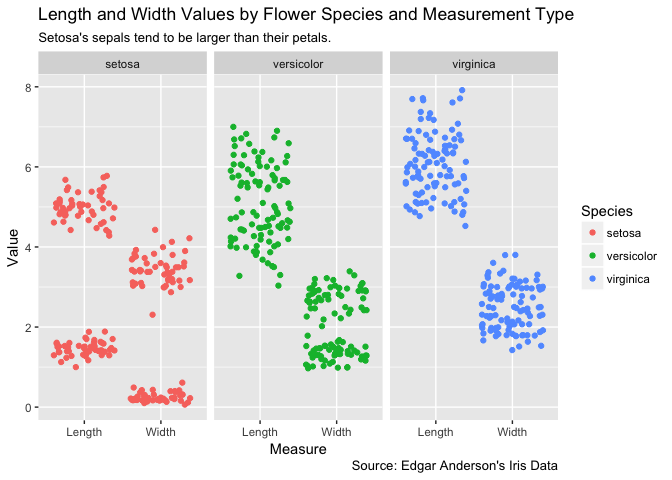 Length and Width Values by Flower Species and Measurement Type
Setosa's sepals tend to be larger than their petals.
setosa versicolor virginica
8
6
4
2
0
Value
Length Width Length Width Length Width
Measure
Source: Edgar Anderson's Iris Data
Species
setosa
versicolor
virginica